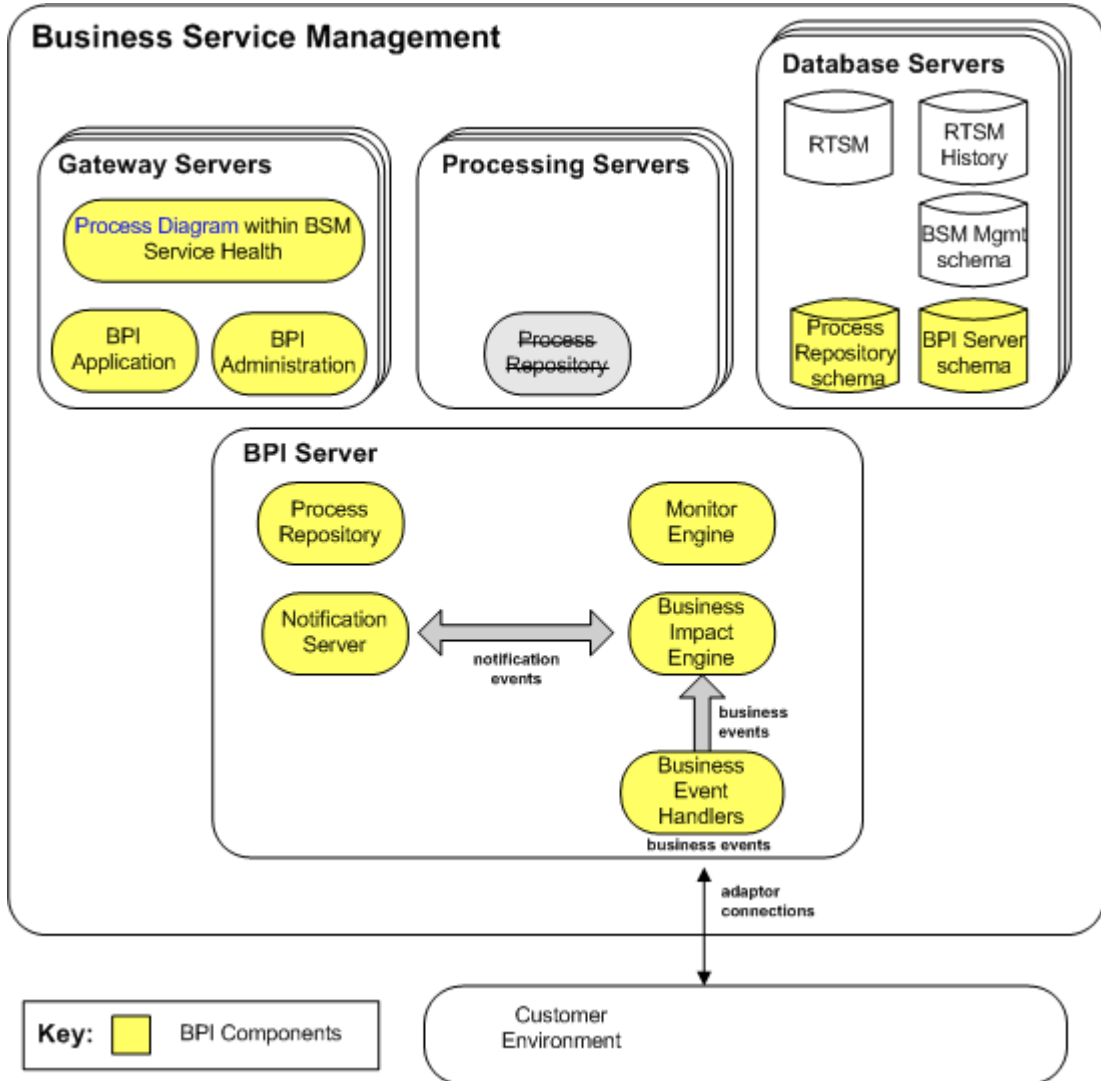 Business Service Management
Database Servers
RTSM
RTSM
History
BSM Mgmt
schema
Process
Repository
schema
BPI Server
schema
Gateway Servers
Process Diagram within BSM
Service Health
BPI
Application
BPI
Administration
Processing Servers
Process
Repository
BPI Server
Process
Repository
Monitor
Engine
Notification
Server
notification
events
Business
Impact
Engine
business
events
Business
Event
Handlers
business events
adaptor
connections
Key:
BPI Components
Customer
Environment